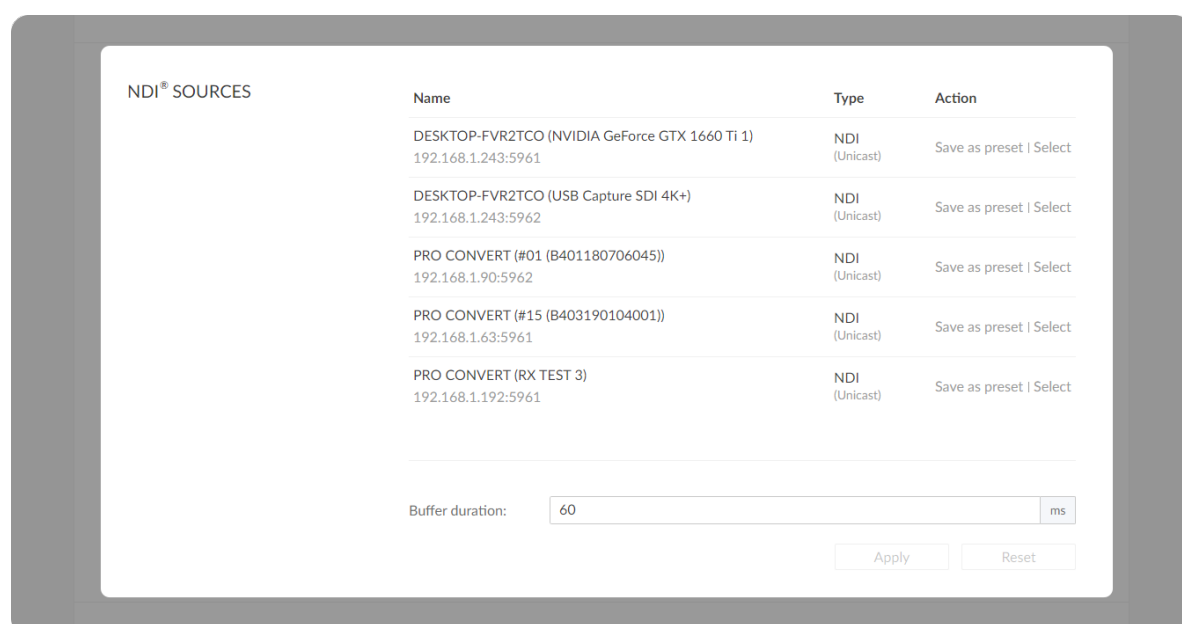 NDI® SOURCES
Name Type Action
DESKTOP-FVR2TCO (NVIDIA GeForce GTX 1660 Ti 1) NDI Save as preset | Select
192.168.1.243:5961 (Unicast)
DESKTOP-FVR2TCO (USB Capture SDI 4K+) NDI Save as preset | Select
192.168.1.243:5962 (Unicast)
PRO CONVERT (#01 (B401180706045)) NDI Save as preset | Select
192.168.1.90:5962 (Unicast)
PRO CONVERT (#15 (B403190104001)) NDI Save as preset | Select
192.168.1.63:5961 (Unicast)
PRO CONVERT (RX TEST 3) NDI Save as preset | Select
192.168.1.192:5961 (Unicast)
Buffer duration: 60 ms
Apply Reset